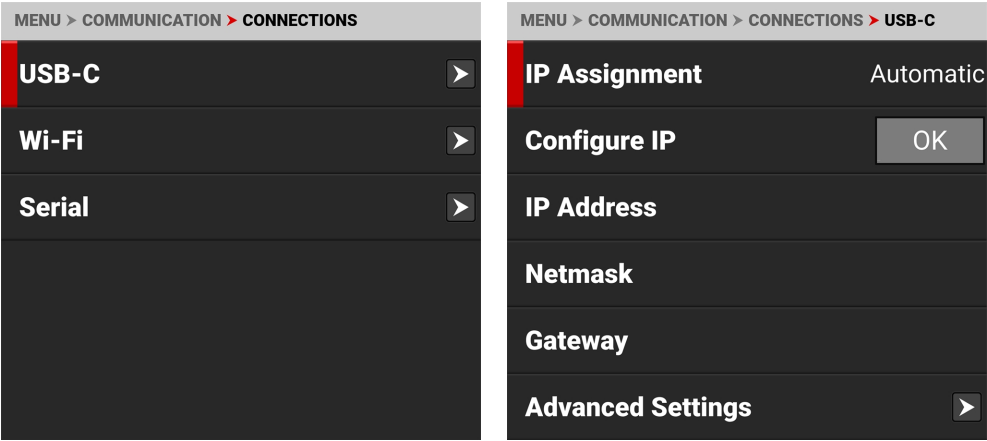 MENU > COMMUNICATION > CONNECTIONS
USB-C
Wi-Fi
Serial
MENU > COMMUNICATION > CONNECTIONS > USB-C
IP Assignment Automatic
Configure IP OK
IP Address
Netmask
Gateway
Advanced Settings